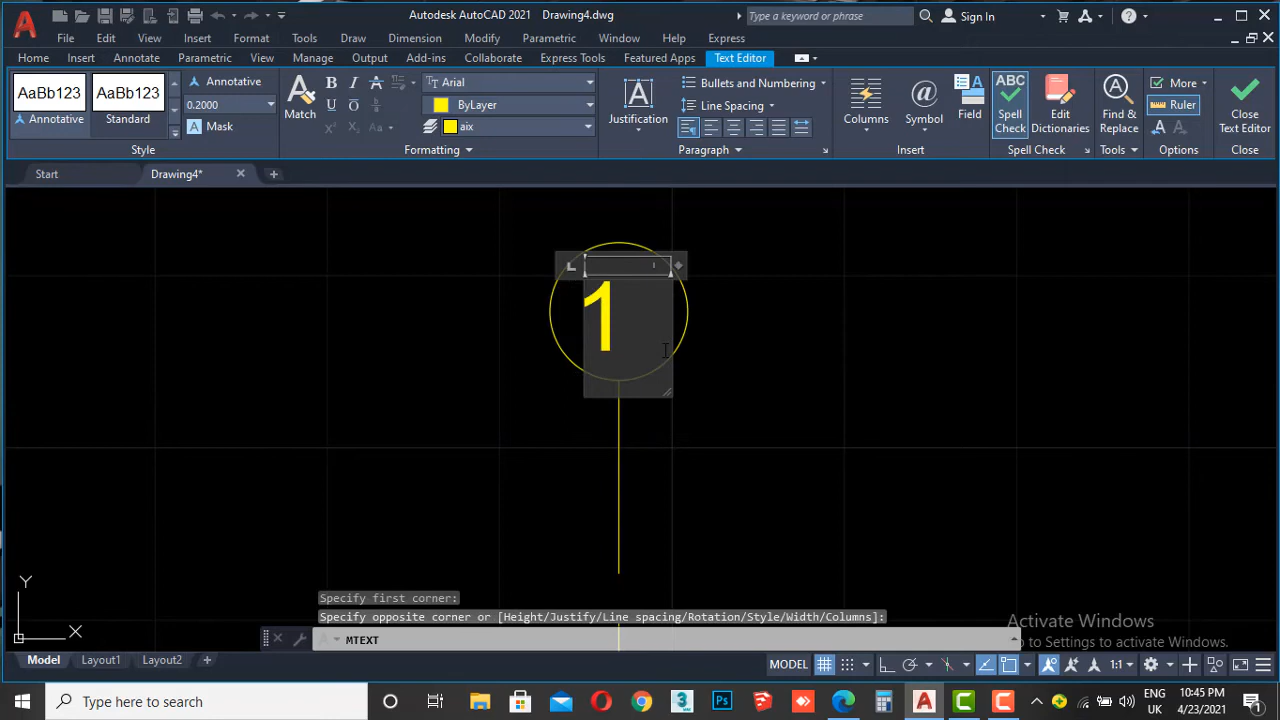 Autodesk AutoCAD 2021 Drawing4.dwg
Type a keyword or phrase
Sign In
File Edit View Insert Format Tools Draw Dimension Modify Parametric Window Help Express
Home Insert Annotate Parametric View Manage Output Add-ins Collaborate Express Tools Featured Apps Text Editor
AaBb123 AaBb123
Annotative Standard
Annotative
0.2000
Mask
Style
Match
B I A
U O
Aa
Arial
ByLayer
aix
Formatting
Justification
Bullets and Numbering
Line Spacing
Paragraph
Columns
Symbol
Field
Insert
ABC
Spell
Check
Edit
Dictionaries
Spell Check
Find &
Replace
Tools
More
Ruler
Options
Close
Text Editor
Close
Start Drawing4*
1
Y
X
Specify first corner:
Specify opposite corner or [Height/Justify/Line spacing/Rotation/Style/Width/Columns]:
MTEXT
Activate Windows
o to Settings to activate Windows.
Model Layout1 Layout2
MODEL
1:1
Type here to search
ENG
UK
10:45 PM
4/23/2021